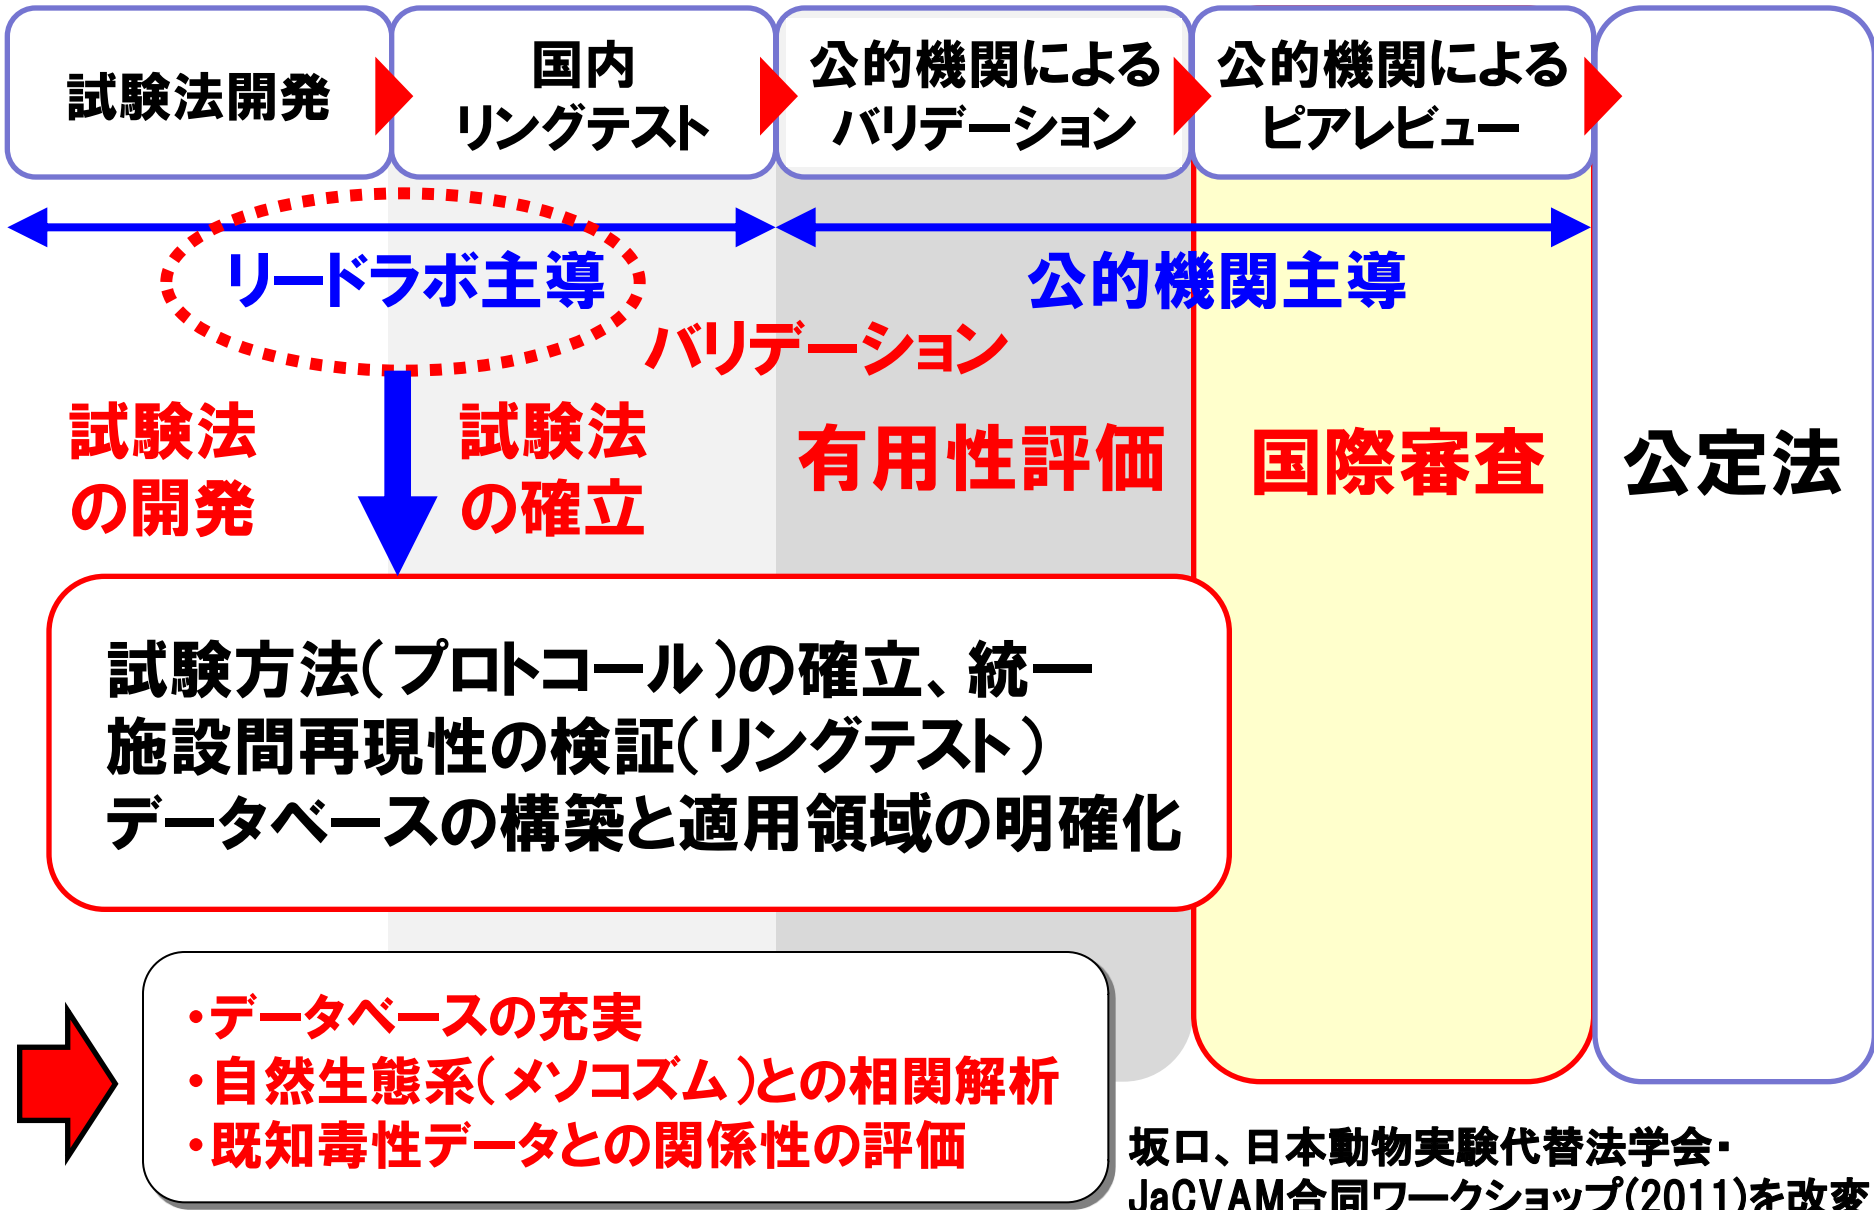 試験法開発
国内
リングテスト
公的機関による
バリデーション
公的機関による
ピアレビュー
リードラボ主導
公的機関主導
バリデーション
試験法
の開発
試験法
の確立
有用性評価
国際審査
公定法
試験方法(プロトコール)の確立、統一
施設間再現性の検証(リングテスト)
データベースの構築と適用領域の明確化
・データベースの充実
・自然生態系(メソコズム)との相関解析
・既知毒性データとの関係性の評価
坂口、日本動物実験代替法学会・
JaCVAM合同ワークショップ(2011)を改変